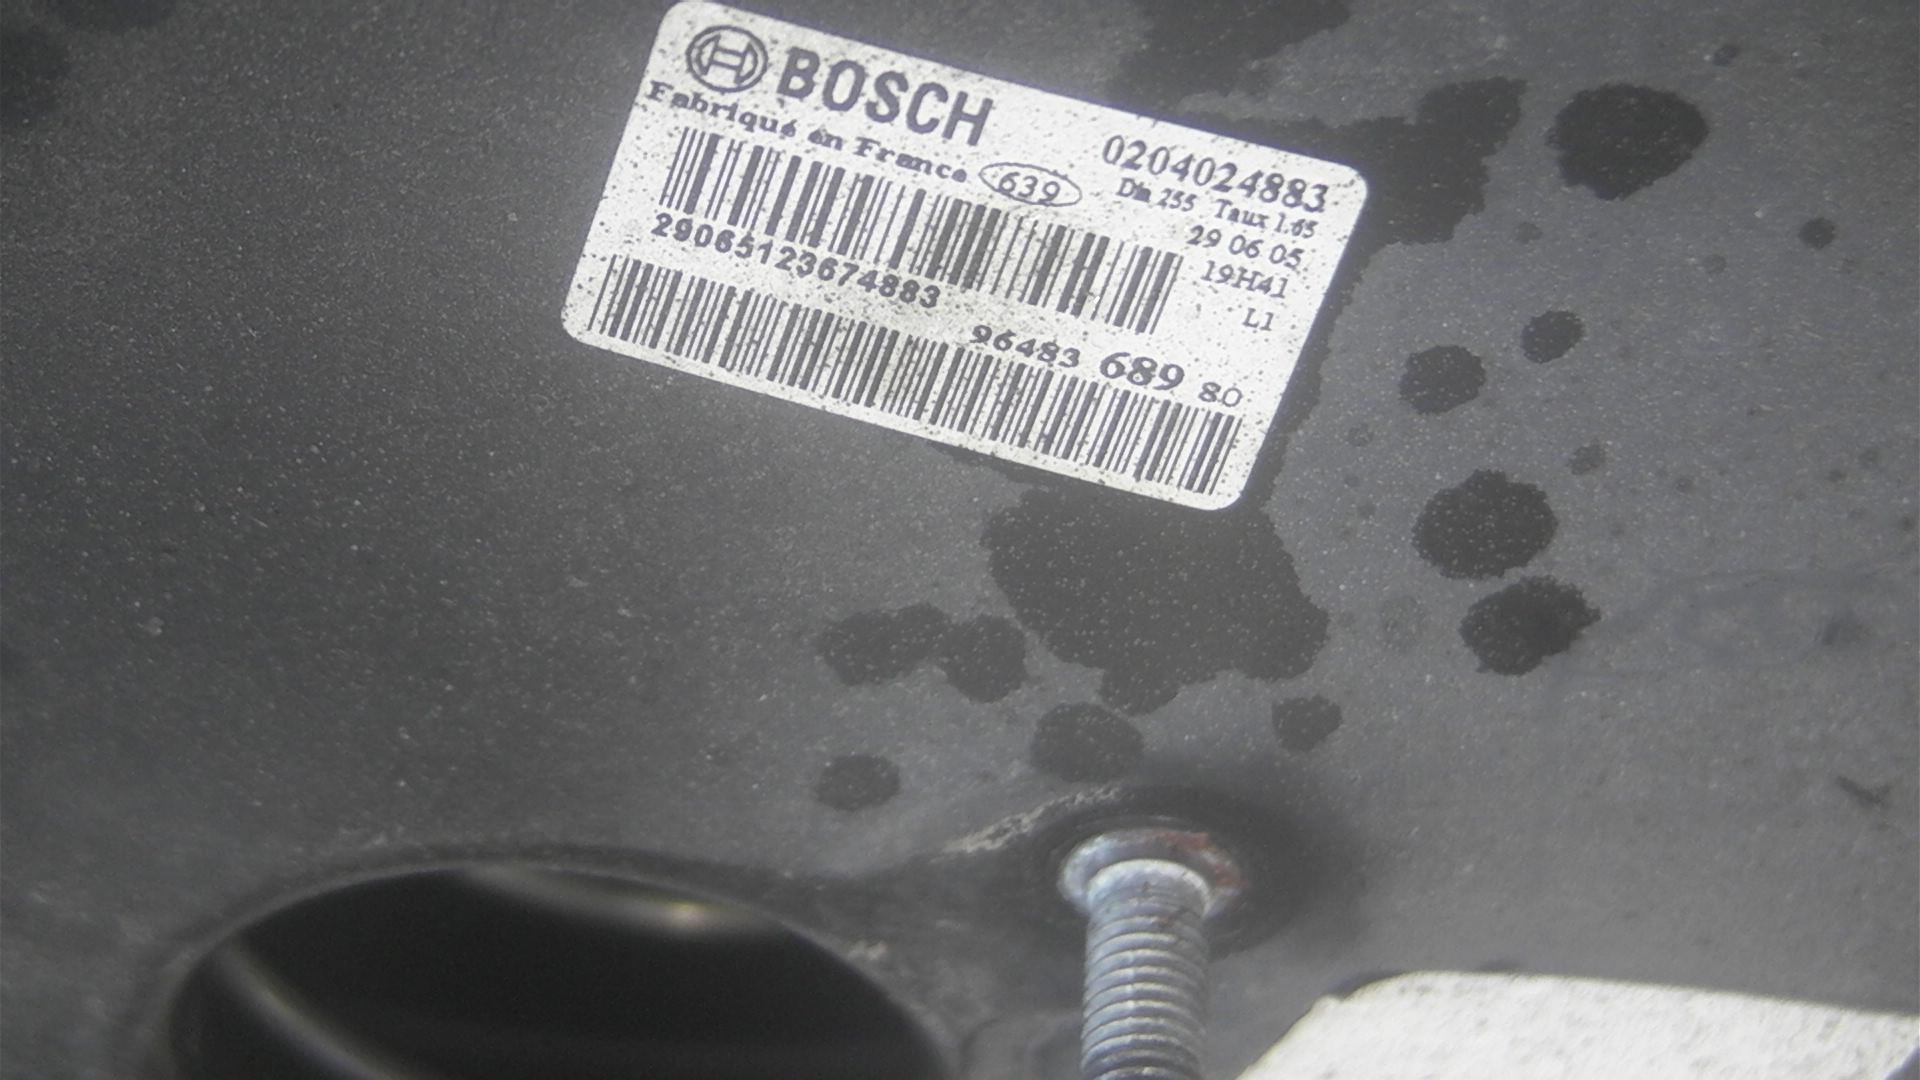 BOSCH
0204024883
Fabriqué en France 639
Dia 255 Taux 1.65
29 06 05
19H41
29065123674883
L1
96483 689 80